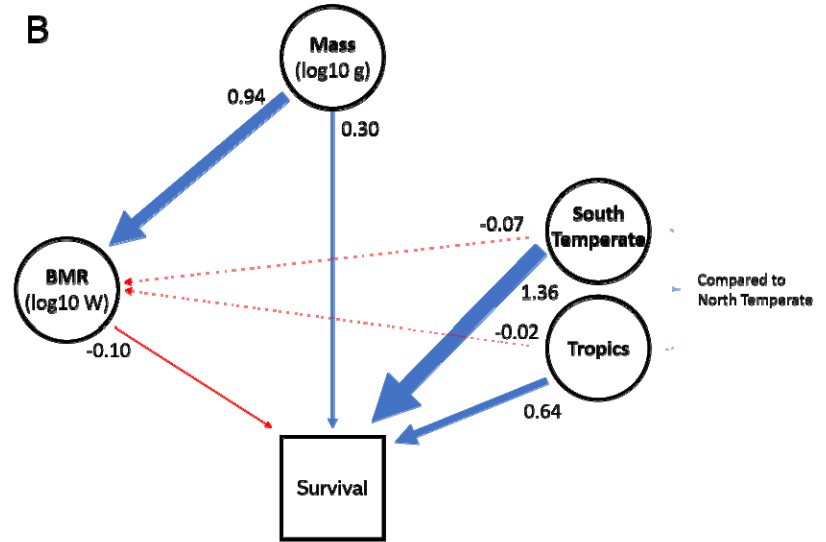 B
Mass
(log10 g)
0.94
0.30
-0.07
South
Temperate
BMR
(log10 W)
1.36
Compared to
North Temperate
-0.02
Tropics
-0.10
0.64
Survival